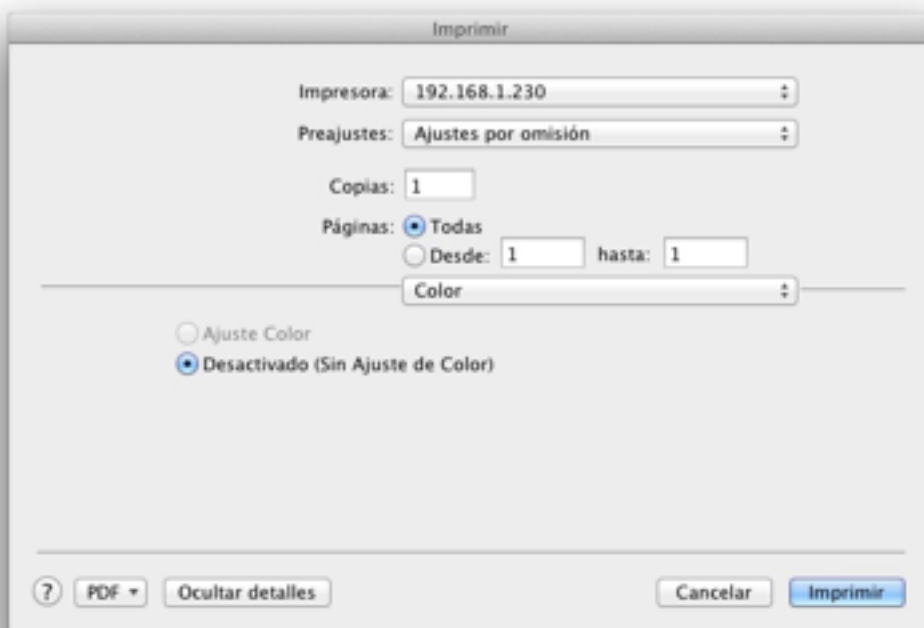 Imprimir
Impresora: 192.168.1.230
Preajustes: Ajustes por omisión
Copias: 1
Páginas: Todas
Desde: 1 hasta: 1
Color
Ajuste Color
Desactivado (Sin Ajuste de Color)
? PDF Ocultar detalles Cancelar Imprimir